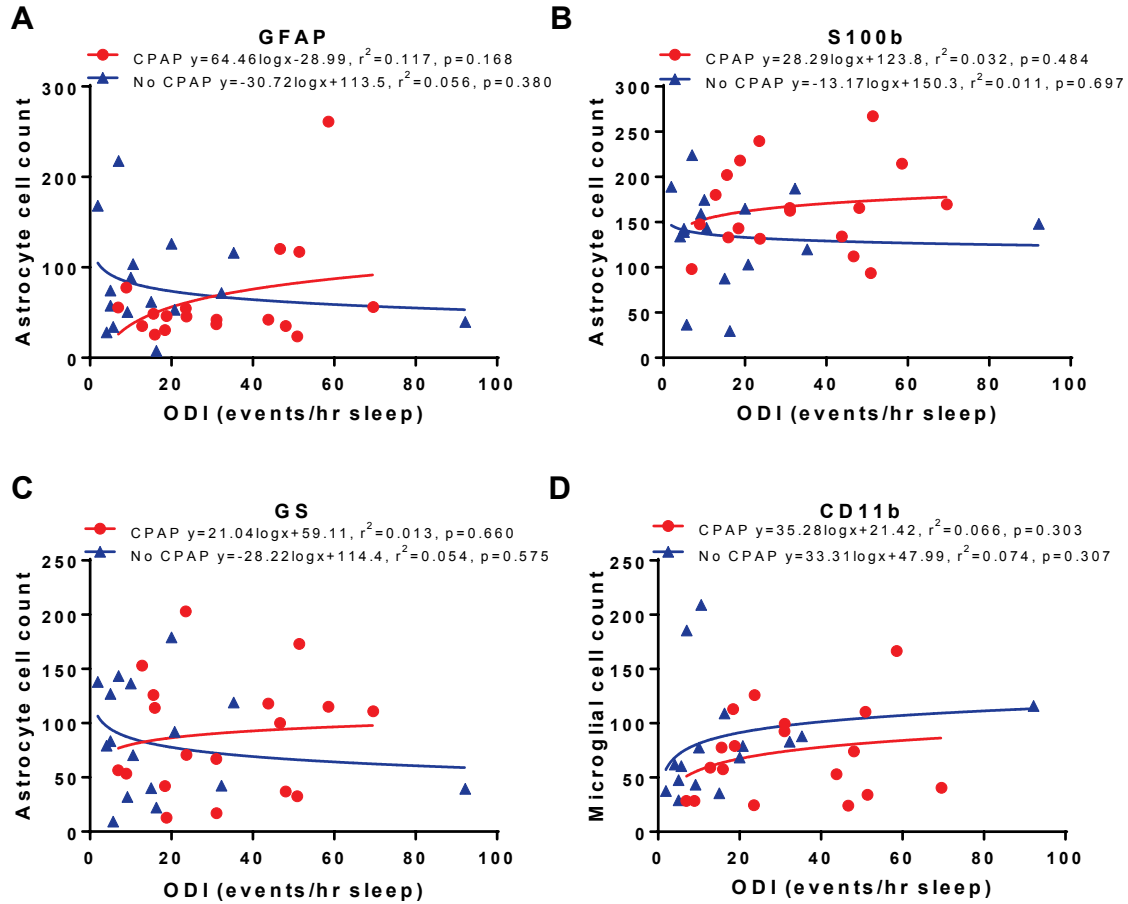 A
GFAP
CPAP y=64.46logx-28.99, r²=0.117, p=0.168
No CPAP y=-30.72logx+113.5, r²=0.056, p=0.380
300
200
100
0
Astrocyte cell count
0 20 40 60 80 100
ODI (events/hr sleep)
B
S100b
CPAP y=28.29logx+123.8, r²=0.032, p=0.484
No CPAP y=-13.17logx+150.3, r²=0.011, p=0.697
300
250
200
150
100
50
0
Astrocyte cell count
0 20 40 60 80 100
ODI (events/hr sleep)
C
GS
CPAP y=21.04logx+59.11, r²=0.013, p=0.660
No CPAP y=-28.22logx+114.4, r²=0.054, p=0.575
250
200
150
100
50
0
Astrocyte cell count
0 20 40 60 80 100
ODI (events/hr sleep)
D
CD11b
CPAP y=35.28logx+21.42, r²=0.066, p=0.303
No CPAP y=33.31logx+47.99, r²=0.074, p=0.307
250
200
150
100
50
0
Microglial cell count
0 20 40 60 80 100
ODI (events/hr sleep)